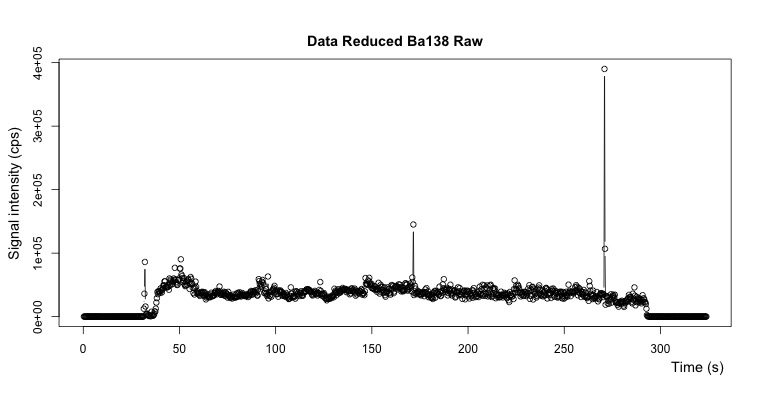 Data Reduced Ba138 Raw
Signal intensity (cps)
4e+05
3e+05
2e+05
1e+05
0e+00
0 50 100 150 200 250 300
Time (s)